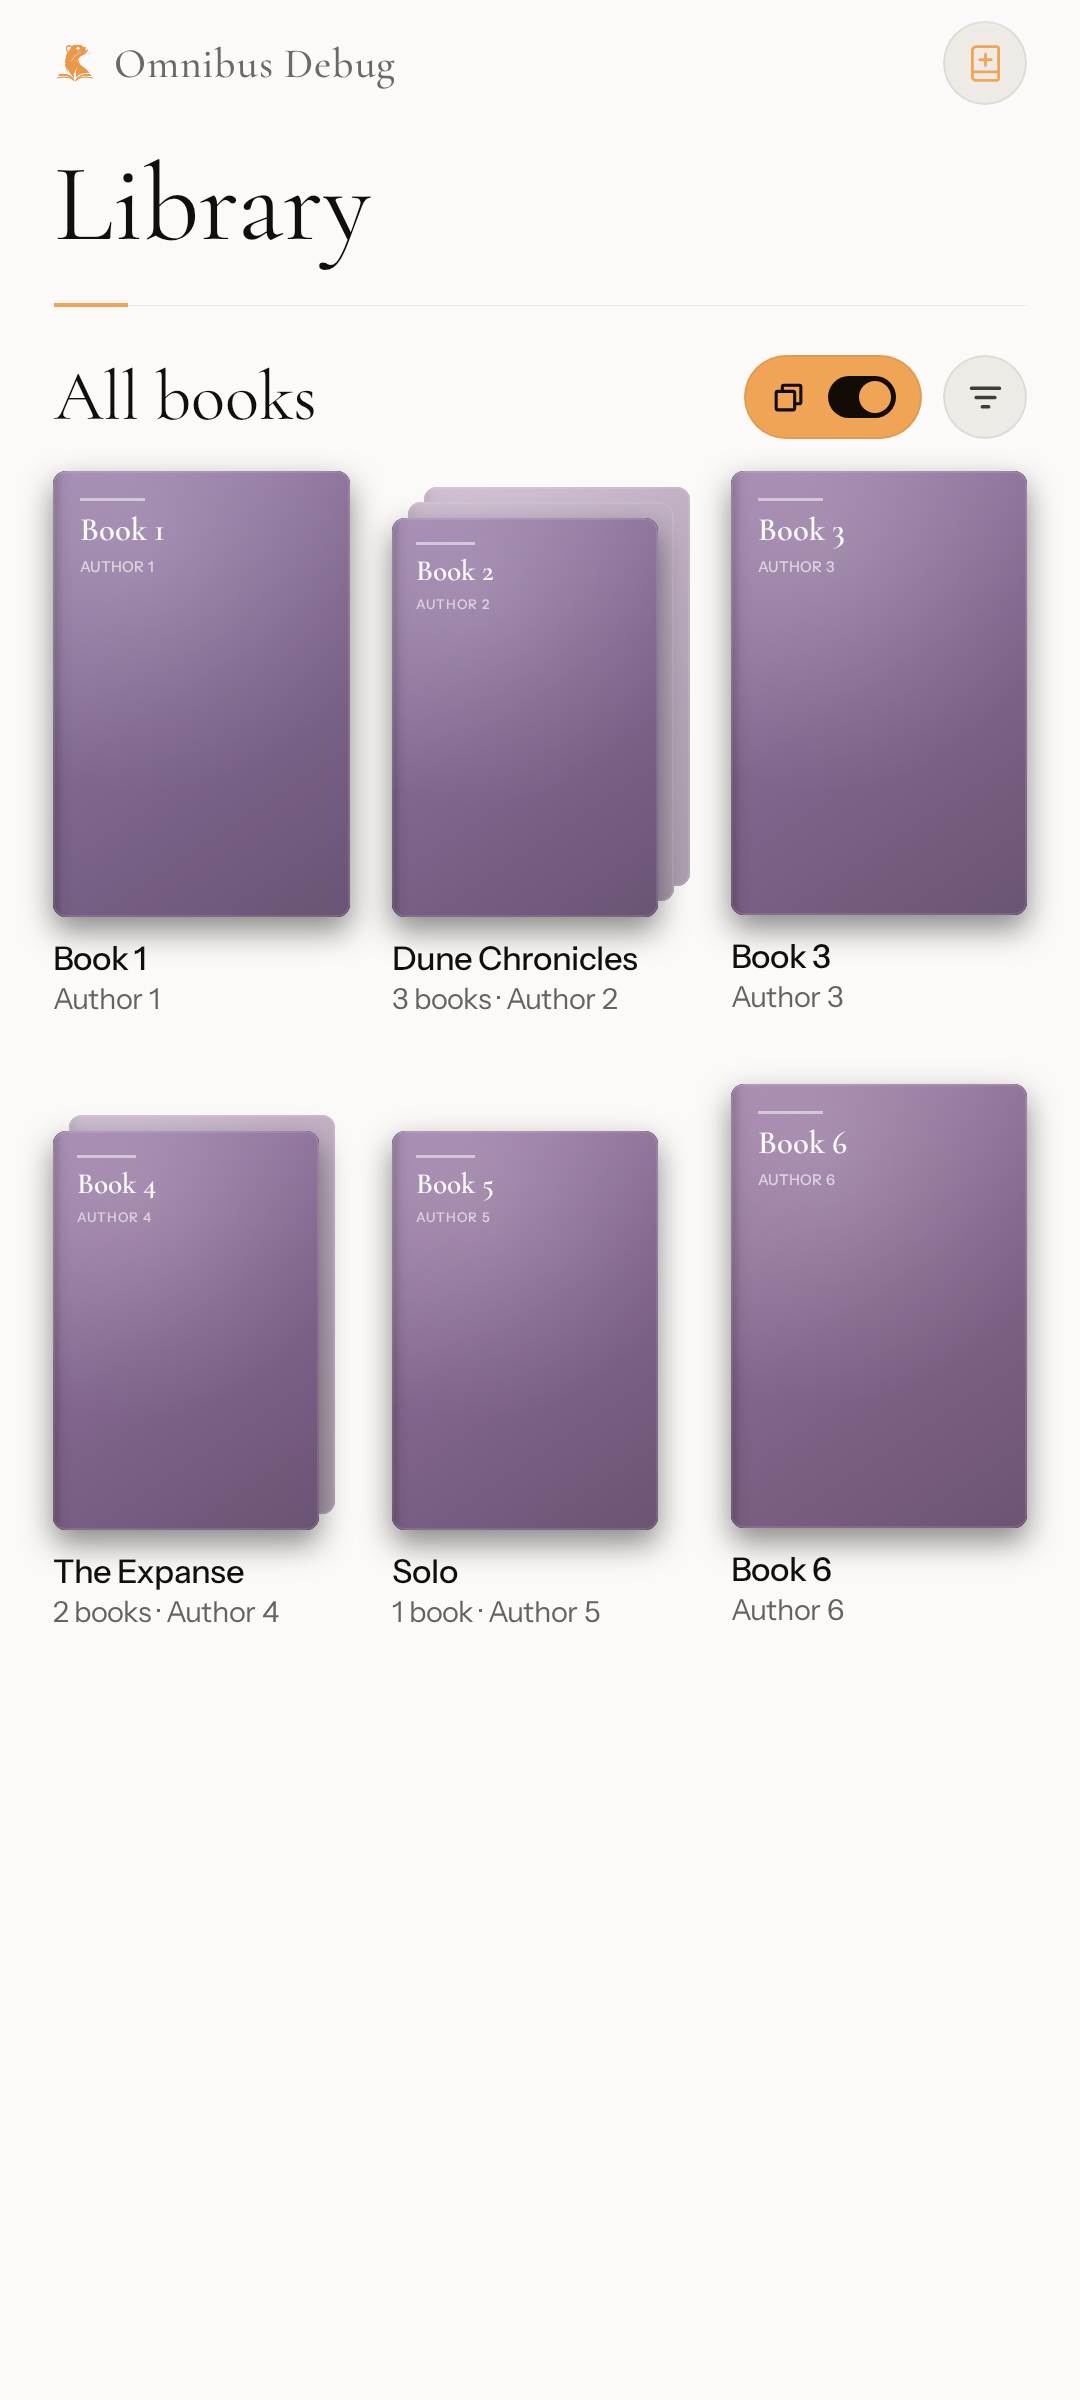 Omnibus Debug
Library
All books
Book 1
AUTHOR 1
Book 2
AUTHOR 2
Book 3
AUTHOR 3
Book 1
Author 1
Dune Chronicles
3 books · Author 2
Book 3
Author 3
Book 4
AUTHOR 4
Book 5
AUTHOR 5
Book 6
AUTHOR 6
The Expanse
2 books · Author 4
Solo
1 book · Author 5
Book 6
Author 6